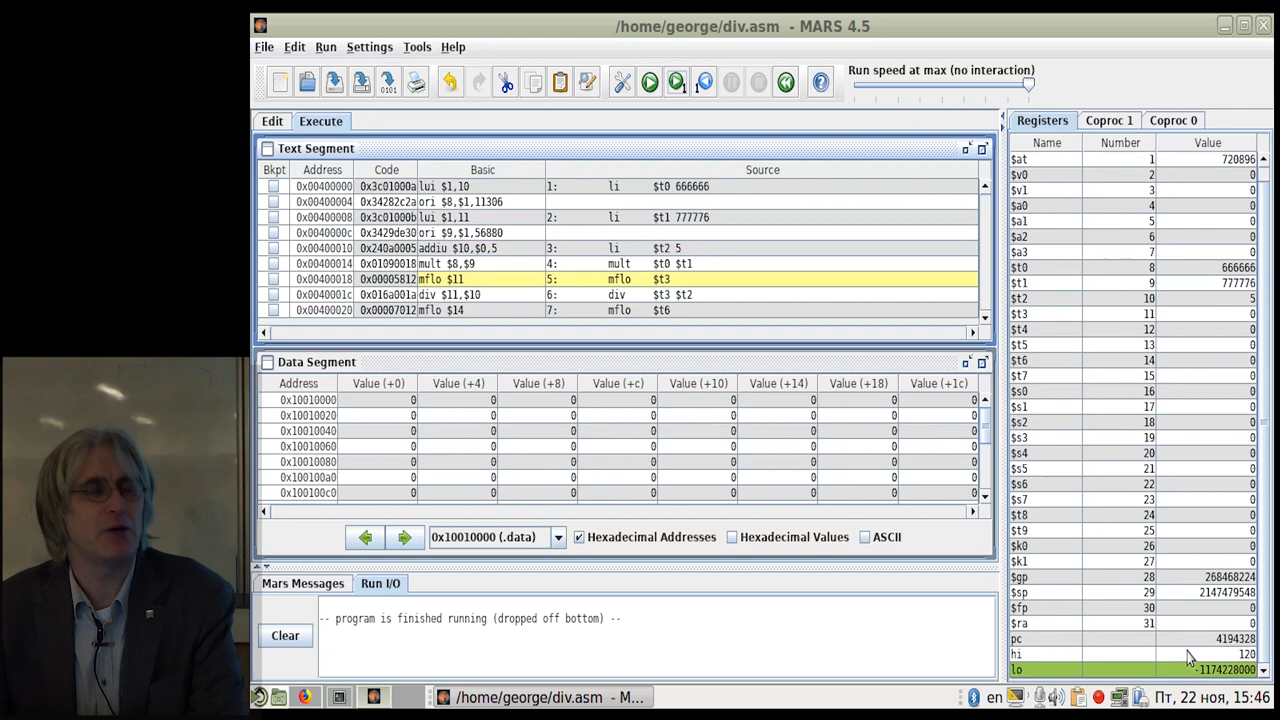 /home/george/div.asm - MARS 4.5
File Edit Run Settings Tools Help
Run speed at max (no interaction)
Edit Execute
Text Segment
Bkpt Address Code Basic Source
0x00400000 0x3c01000a lui $1,10 1: li $t0 666666
0x00400004 0x34282c2a ori $8,$1,11306
0x00400008 0x3c01000b lui $1,11 2: li $t1 777776
0x0040000c 0x3429de30 ori $9,$1,56880
0x00400010 0x240a0005 addiu $10,$0,5 3: li $t2 5
0x00400014 0x01090018 mult $8,$9 4: mult $t0 $t1
0x00400018 0x00005812 mflo $11 5: mflo $t3
0x0040001c 0x016a001a div $11,$10 6: div $t3 $t2
0x00400020 0x00007012 mflo $14 7: mflo $t6
Data Segment
Address Value (+0) Value (+4) Value (+8) Value (+c) Value (+10) Value (+14) Value (+18) Value (+1c)
0x10010000 0 0 0 0 0 0 0 0
0x10010020 0 0 0 0 0 0 0 0
0x10010040 0 0 0 0 0 0 0 0
0x10010060 0 0 0 0 0 0 0 0
0x10010080 0 0 0 0 0 0 0 0
0x100100a0 0 0 0 0 0 0 0 0
0x100100c0 0 0 0 0 0 0 0 0
0x10010000 (.data) Hexadecimal Addresses Hexadecimal Values ASCII
Mars Messages Run I/O
-- program is finished running (dropped off bottom) --
Clear
Registers Coproc 1 Coproc 0
Name Number Value
$at 1 720896
$v0 2 0
$v1 3 0
$a0 4 0
$a1 5 0
$a2 6 0
$a3 7 0
$t0 8 666666
$t1 9 777776
$t2 10 5
$t3 11 0
$t4 12 0
$t5 13 0
$t6 14 0
$t7 15 0
$s0 16 0
$s1 17 0
$s2 18 0
$s3 19 0
$s4 20 0
$s5 21 0
$s6 22 0
$s7 23 0
$t8 24 0
$t9 25 0
$k0 26 0
$k1 27 0
$gp 28 268468224
$sp 29 2147479548
$fp 30 0
$ra 31 0
pc 4194328
hi 120
lo -1174228000
/home/george/div.asm - M... en Пт, 22 ноя, 15:46